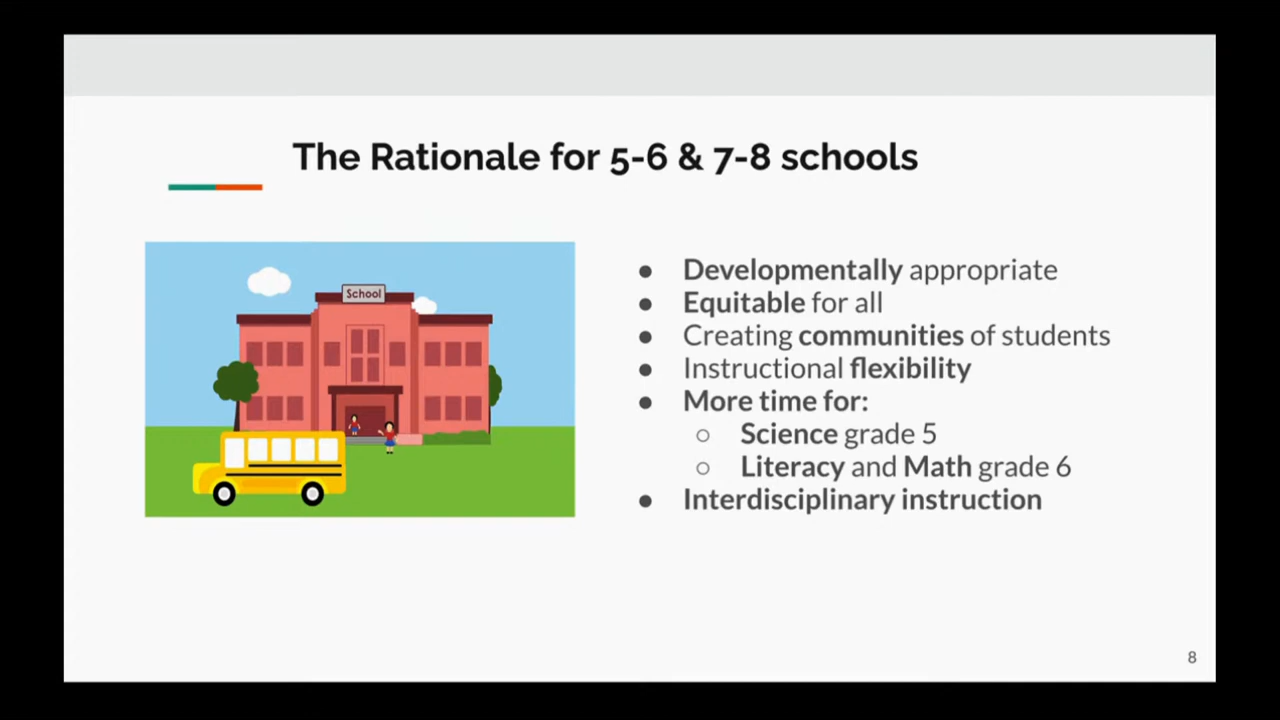 The Rationale for 5-6 & 7-8 schools
School
● Developmentally appropriate
● Equitable for all
● Creating communities of students
● Instructional flexibility
● More time for:
○ Science grade 5
○ Literacy and Math grade 6
● Interdisciplinary instruction
8